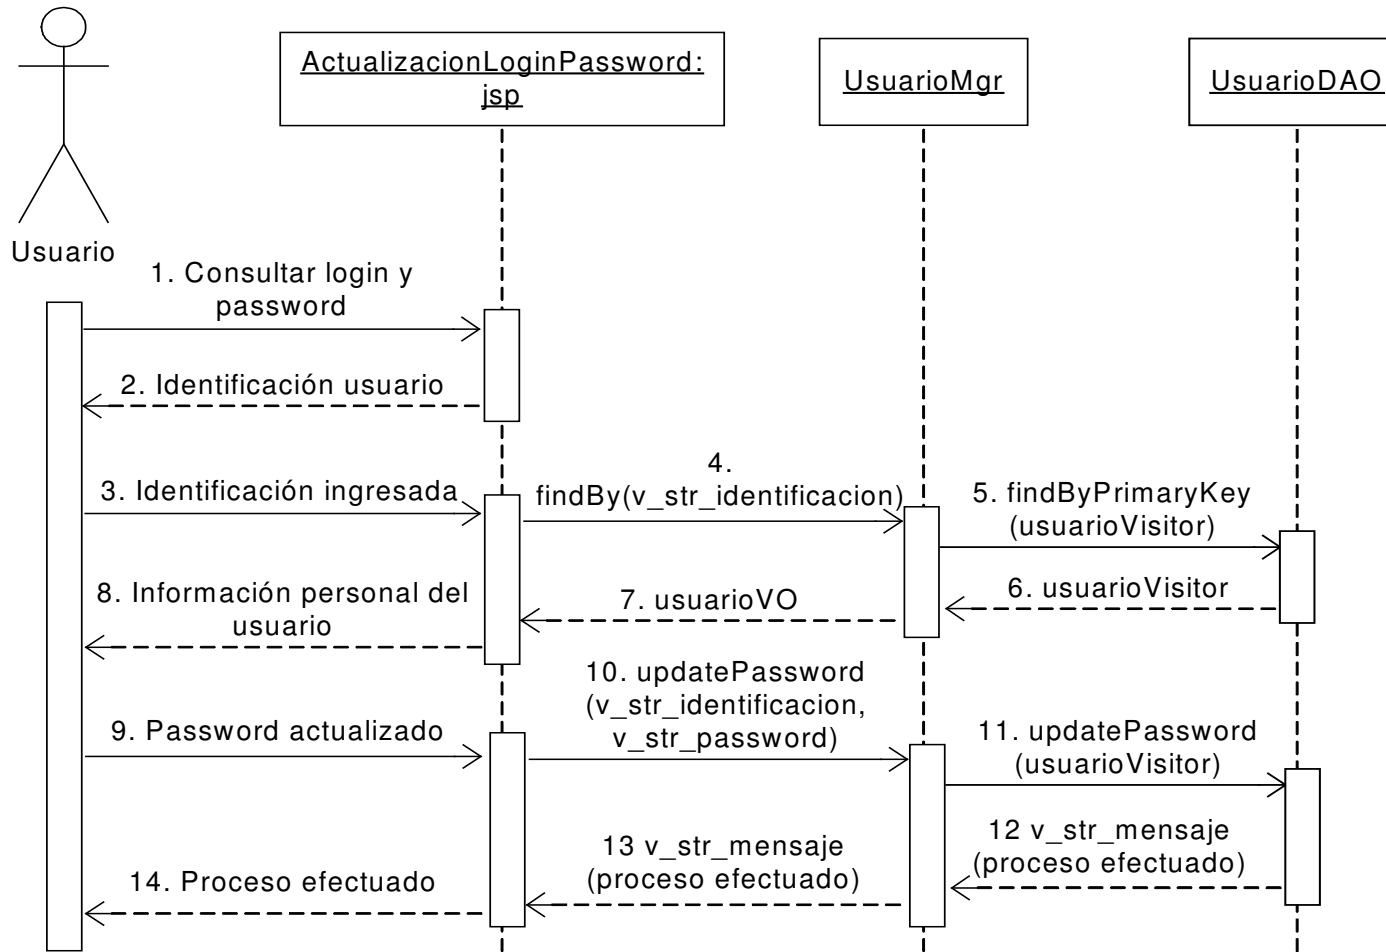 ActualizacionLoginPassword:
jsp
UsuarioMgr
UsuarioDAO
Usuario
1. Consultar login y
password
2. Identificación usuario
3. Identificación ingresada
4.
findBy(v_str_identificacion)
5. findByPrimaryKey
(usuarioVisitor)
6. usuarioVisitor
7. usuarioVO
8. Información personal del
usuario
9. Password actualizado
10. updatePassword
(v_str_identificacion,
v_str_password)
11. updatePassword
(usuarioVisitor)
12 v_str_mensaje
(proceso efectuado)
13 v_str_mensaje
(proceso efectuado)
14. Proceso efectuado